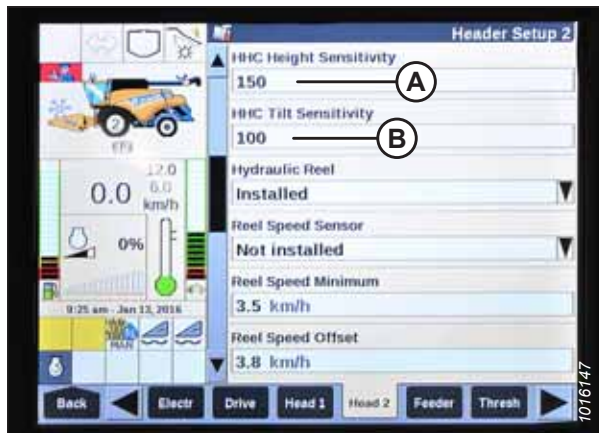 Header Setup 2
HHC Height Sensitivity
150
A
HHC Tilt Sensitivity
100
B
Hydraulic Reel
Installed
Reel Speed Sensor
Not installed
Reel Speed Minimum
3.5 km/h
Reel Speed Offset
3.8 km/h
2
12.0
0.0
6.0
km/h
0%
9:25 am - Jan 13, 2016
MAN
Back
Electr
Drive
Head 1
Head 2
Feeder
Thresh
1016147